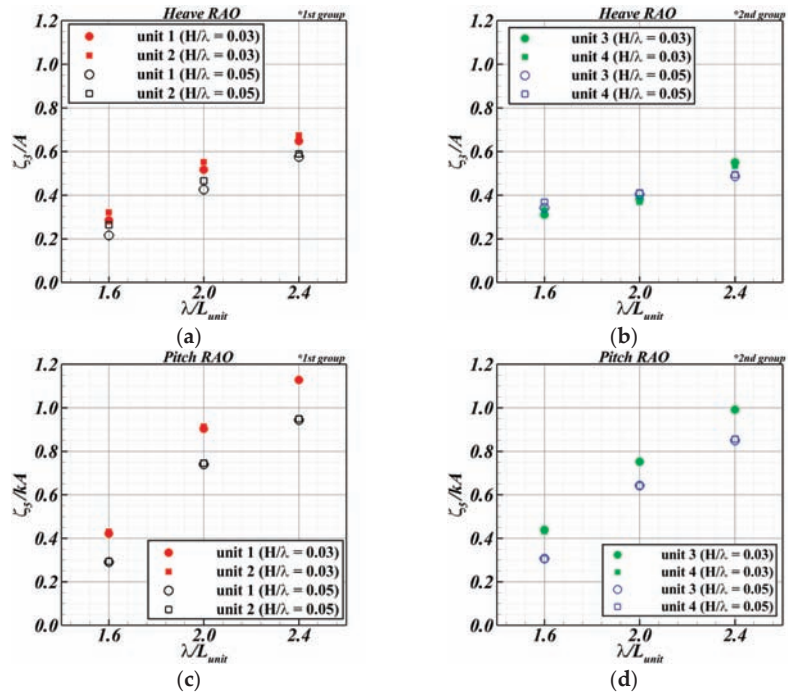 Heave RAO *1st group
unit 1 (H/λ = 0.03)
unit 2 (H/λ = 0.03)
unit 1 (H/λ = 0.05)
unit 2 (H/λ = 0.05)
1.2
1.0
0.8
0.6
0.4
0.2
0.0
ζ3/A
1.6 2.0 2.4
λ/Lunit
(a)
Heave RAO *2nd group
unit 3 (H/λ = 0.03)
unit 4 (H/λ = 0.03)
unit 3 (H/λ = 0.05)
unit 4 (H/λ = 0.05)
1.2
1.0
0.8
0.6
0.4
0.2
0.0
ζ3/A
1.6 2.0 2.4
λ/Lunit
(b)
Pitch RAO *1st group
1.2
1.0
0.8
0.6
0.4
0.2
0.0
ζ5/kA
unit 1 (H/λ = 0.03)
unit 2 (H/λ = 0.03)
unit 1 (H/λ = 0.05)
unit 2 (H/λ = 0.05)
1.6 2.0 2.4
λ/Lunit
(c)
Pitch RAO *2nd group
1.2
1.0
0.8
0.6
0.4
0.2
0.0
ζ5/kA
unit 3 (H/λ = 0.03)
unit 4 (H/λ = 0.03)
unit 3 (H/λ = 0.05)
unit 4 (H/λ = 0.05)
1.6 2.0 2.4
λ/Lunit
(d)